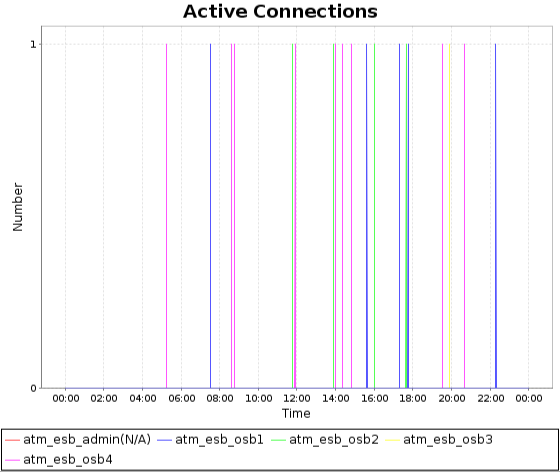 Active Connections
1
Number
0
00:00 02:00 04:00 06:00 08:00 10:00 12:00 14:00 16:00 18:00 20:00 22:00 00:00
Time
atm_esb_admin(N/A) atm_esb_osb1 atm_esb_osb2 atm_esb_osb3
atm_esb_osb4